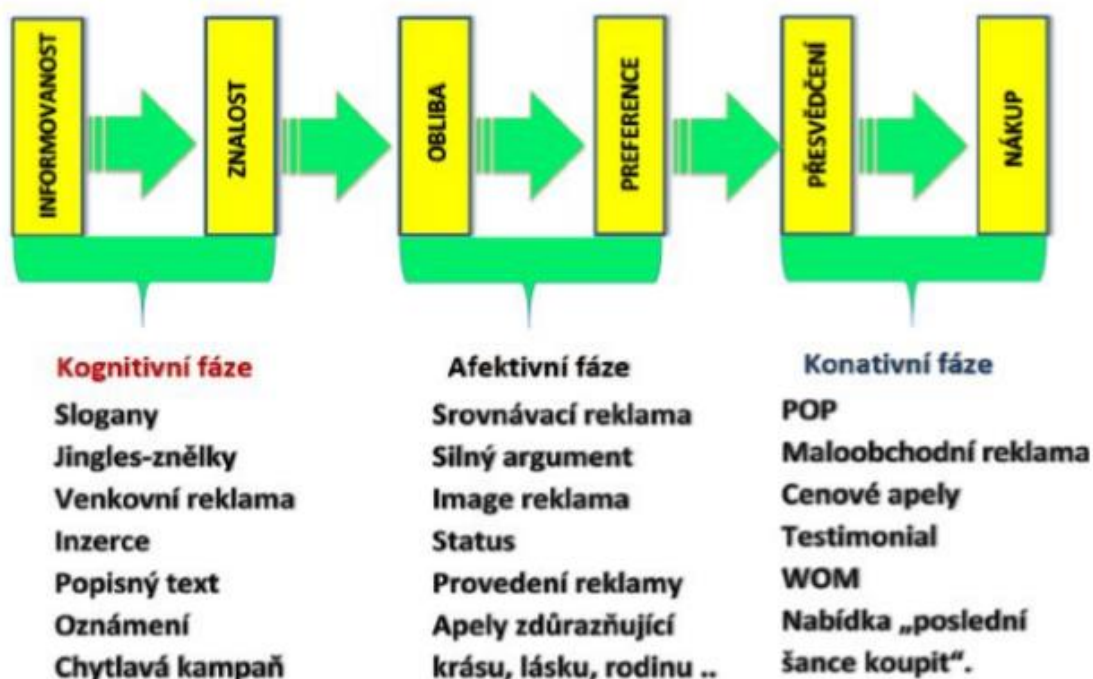 INFORMOVANOST
ZNALOST
OBLIBA
PREFERENCE
PŘESVĚDČENÍ
NÁKUP
Kognitivní fáze
Slogany
Jingles-znělky
Venkovní reklama
Inzerce
Popisný text
Oznámení
Chytlavá kampaň
Afektivní fáze
Srovnávací reklama
Silný argument
Image reklama
Status
Provedení reklamy
Apely zdůrazňující
krásu, lásku, rodinu ..
Konativní fáze
POP
Maloobchodní reklama
Cenové apely
Testimonial
WOM
Nabídka „poslední
šance koupit“.